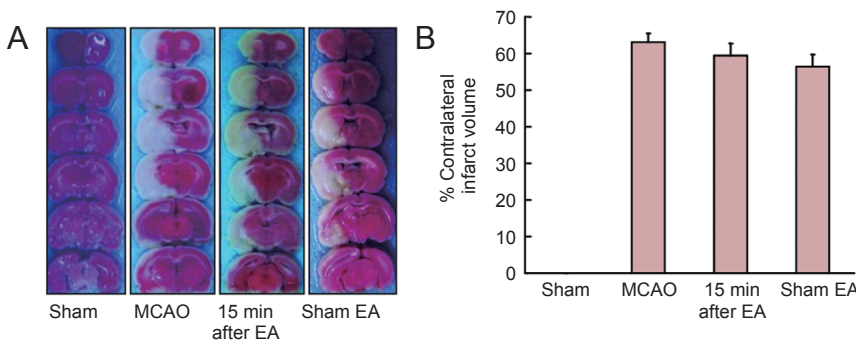 A
Sham
MCAO
15 min
after EA
Sham EA
B
% Contralateral
infarct volume
70
60
50
40
30
20
10
0
Sham
MCAO
15 min
after EA
Sham EA